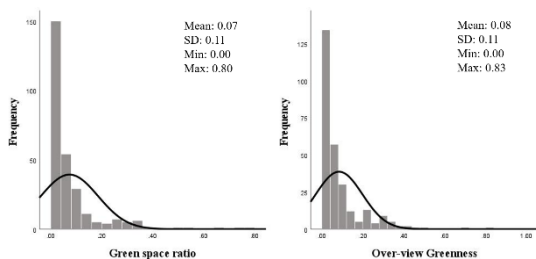 Mean: 0.07
SD: 0.11
Min: 0.00
Max: 0.80
Frequency
150
100
50
0
.00
.20
.40
.60
.80
Green space ratio
Mean: 0.08
SD: 0.11
Min: 0.00
Max: 0.83
Frequency
125
100
75
50
25
0
.00
.20
.40
.60
.80
1.00
Over-view Greenness